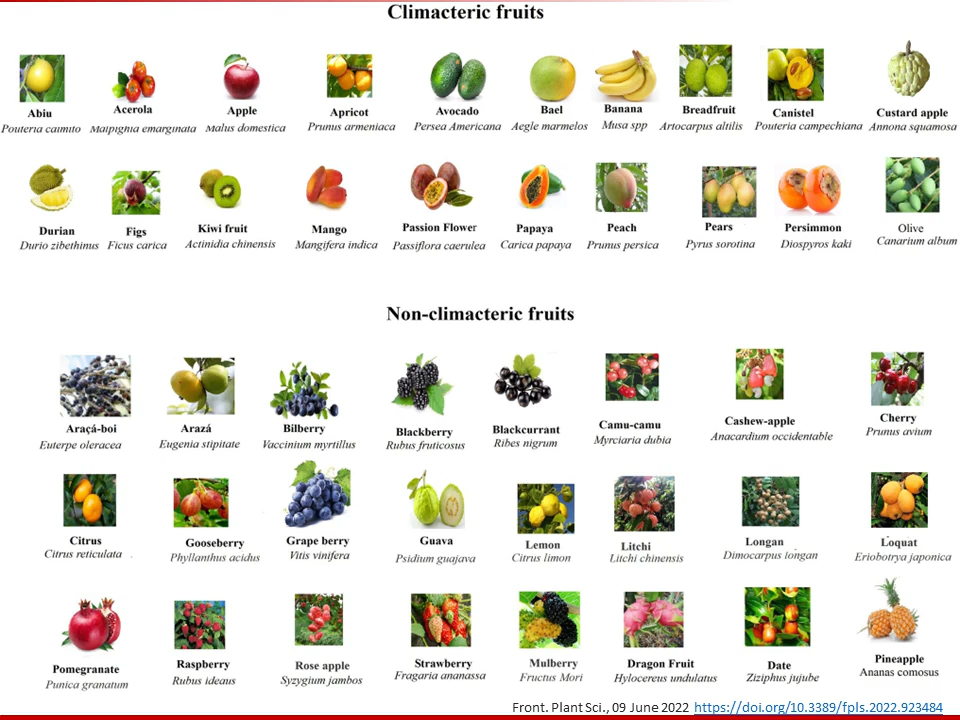 Climacteric fruits
Abiu
Pouteria caimito
Acerola
Malpighia emarginata
Apple
Malus domestica
Apricot
Prunus armeniaca
Avocado
Persea Americana
Bael
Aegle marmelos
Banana
Musa spp
Breadfruit
Artocarpus altilis
Canistel
Pouteria campechiana
Custard apple
Annona squamosa
Durian
Durio zibethinus
Figs
Ficus carica
Kiwi fruit
Actinidia chinensis
Mango
Mangifera indica
Passion Flower
Passiflora caerulea
Papaya
Carica papaya
Peach
Prunus persica
Pears
Pyrus sorotina
Persimmon
Diospyros kaki
Olive
Canarium album
Non-climacteric fruits
Araçá-boi
Euterpe oleracea
Arazá
Eugenia stipitate
Bilberry
Vaccinium myrtillus
Blackberry
Rubus fruticosus
Blackcurrant
Ribes nigrum
Camu-camu
Myrciaria dubia
Cashew-apple
Anacardium occidentable
Cherry
Prunus avium
Citrus
Citrus reticulata
Gooseberry
Phyllanthus acidus
Grape berry
Vitis vinifera
Guava
Psidium guajava
Lemon
Citrus limon
Litchi
Litchi chinensis
Longan
Dimocarpus longan
Loquat
Eriobotrya japonica
Pomegranate
Punica granatum
Raspberry
Rubus ideaus
Rose apple
Syzygium jambos
Strawberry
Fragaria ananassa
Mulberry
Fructus Mori
Dragon Fruit
Hylocereus undulatus
Date
Ziziphus jujube
Pineapple
Ananas comosus
Front. Plant Sci., 09 June 2022 https://doi.org/10.3389/fpls.2022.923484